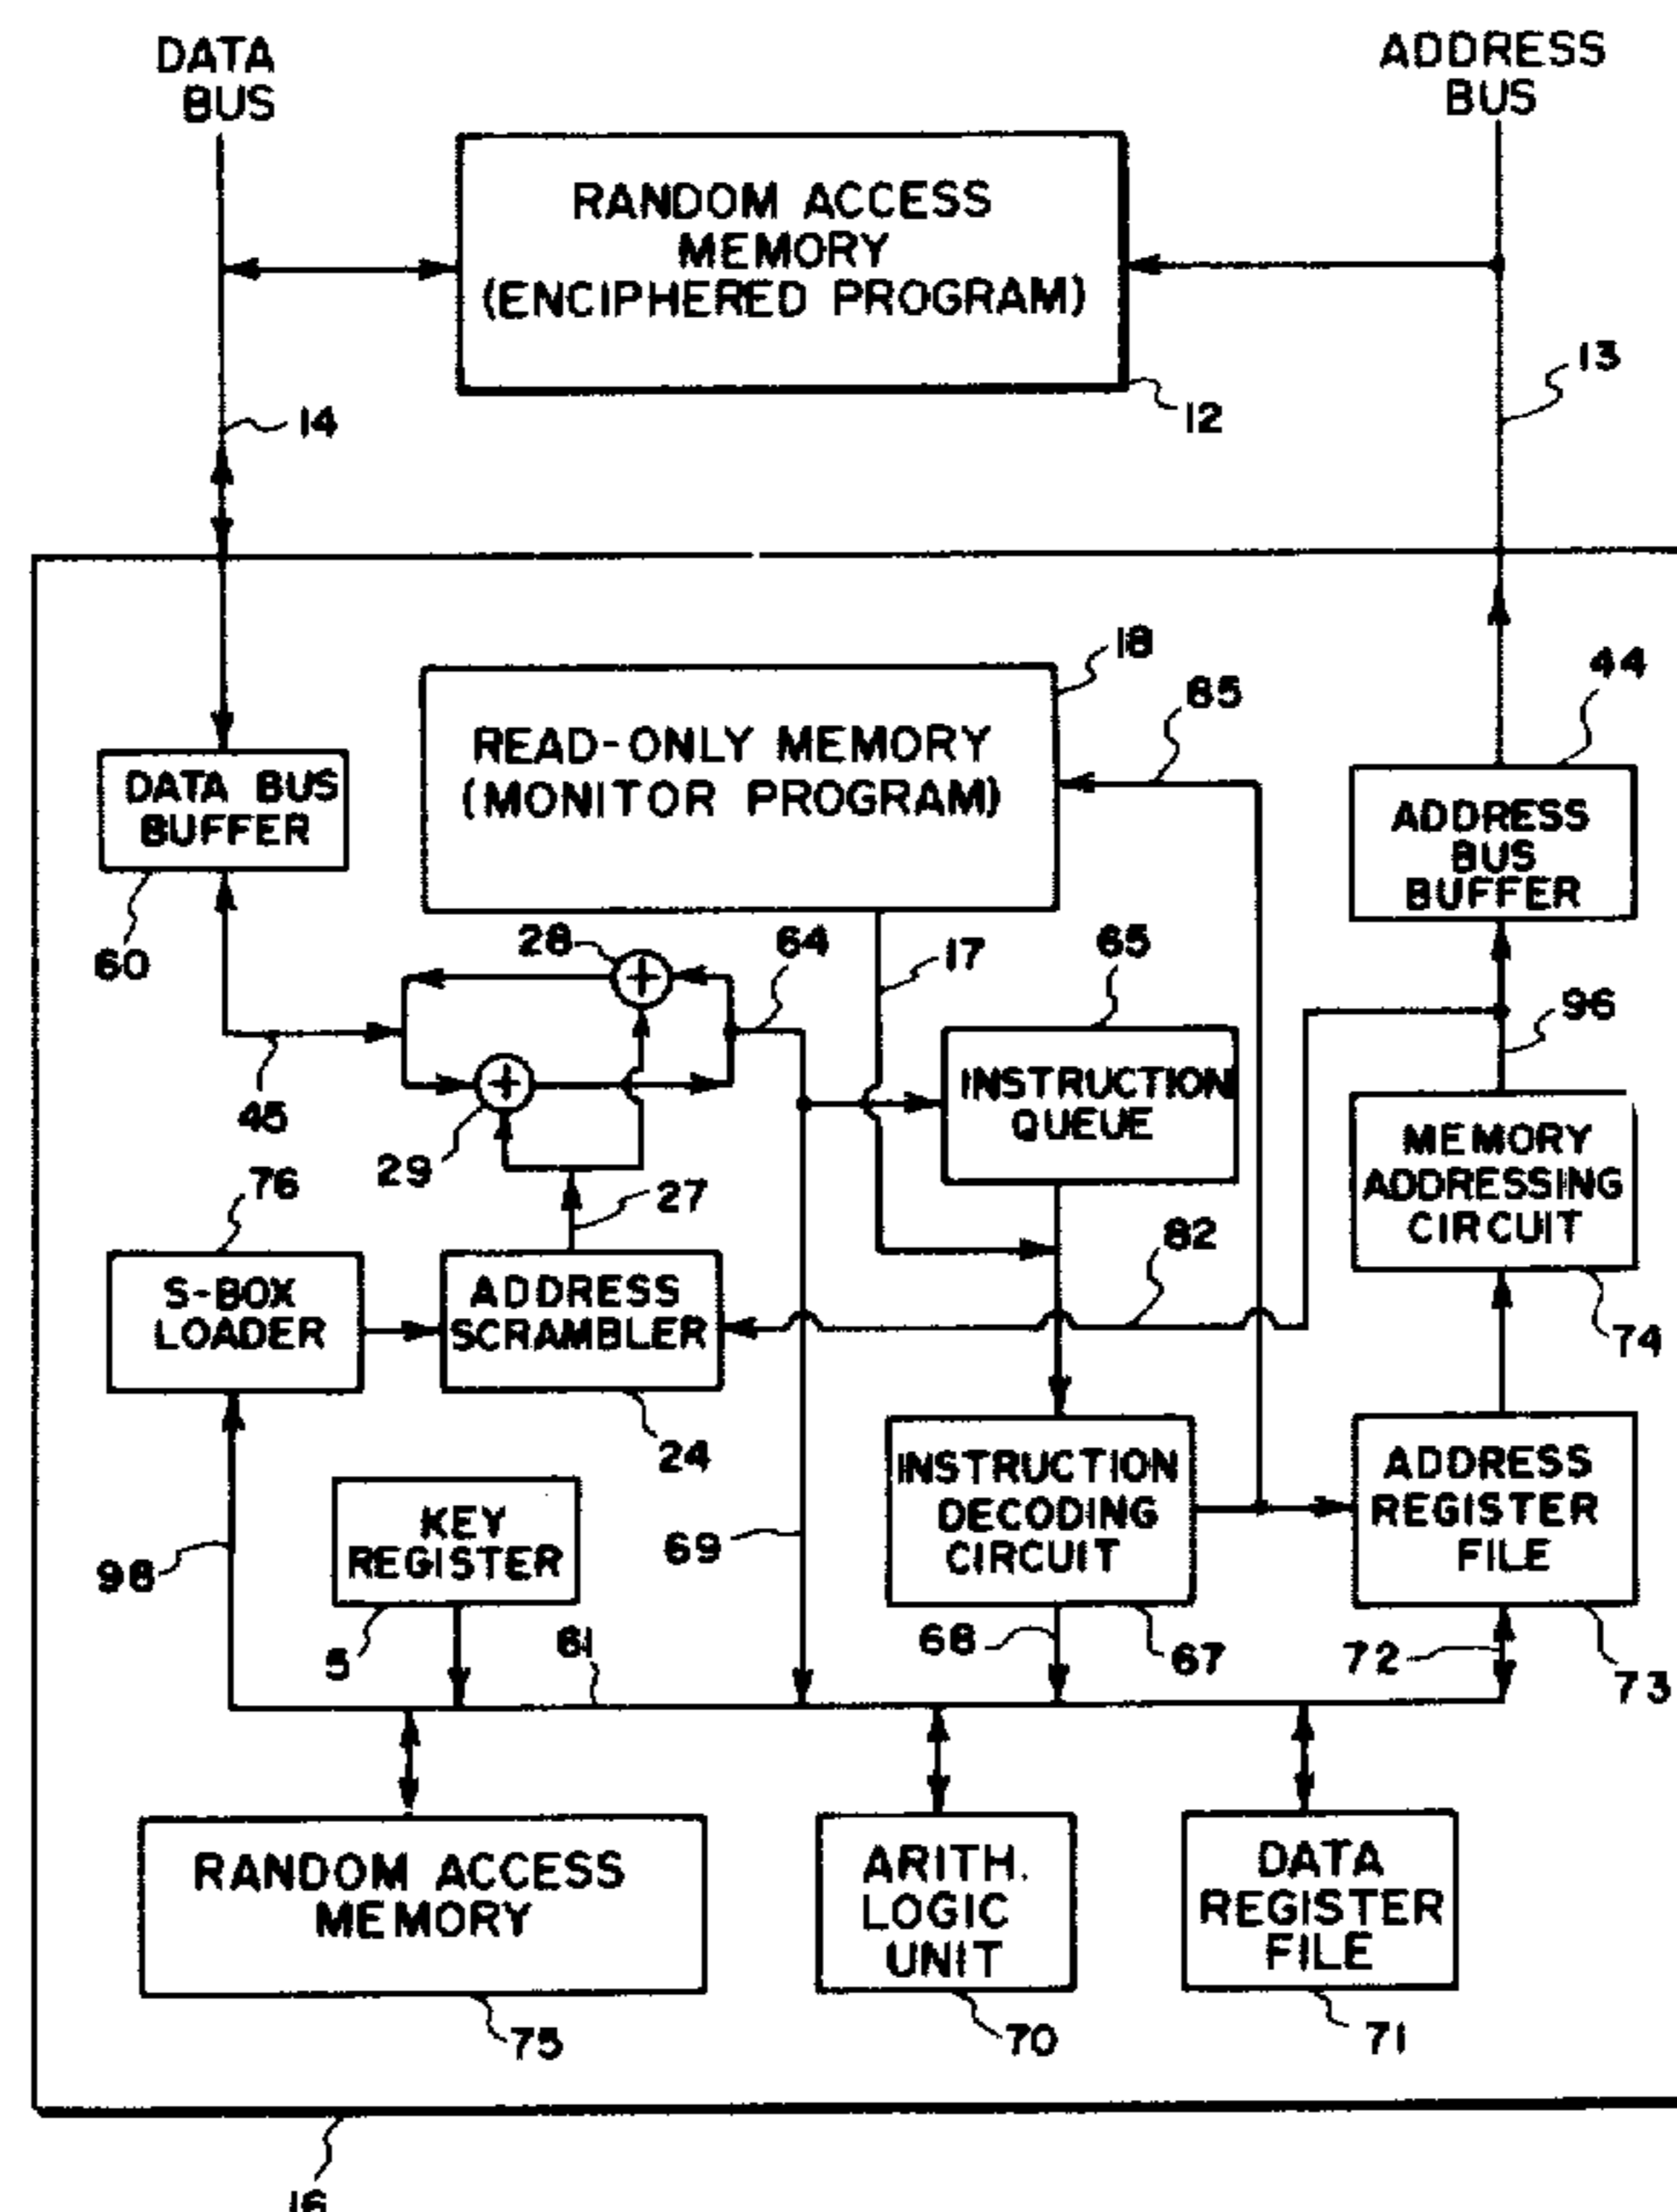 DATA
BUS
ADDRESS
BUS
RANDOM ACCESS
MEMORY
(ENCIPHERED PROGRAM)
13
14
12
18
44
85
READ-ONLY MEMORY
(MONITOR PROGRAM)
DATA BUS
BUFFER
ADDRESS
BUS
BUFFER
60
28
64
17
65
96
INSTRUCTION
QUEUE
45
29
MEMORY
ADDRESSING
CIRCUIT
76
27
82
S-BOX
LOADER
ADDRESS
SCRAMBLER
74
24
KEY
REGISTER
INSTRUCTION
DECODING
CIRCUIT
ADDRESS
REGISTER
FILE
98
69
5
61
68
67
72
73
RANDOM ACCESS
MEMORY
ARITH.
LOGIC
UNIT
DATA
REGISTER
FILE
75
70
71
16